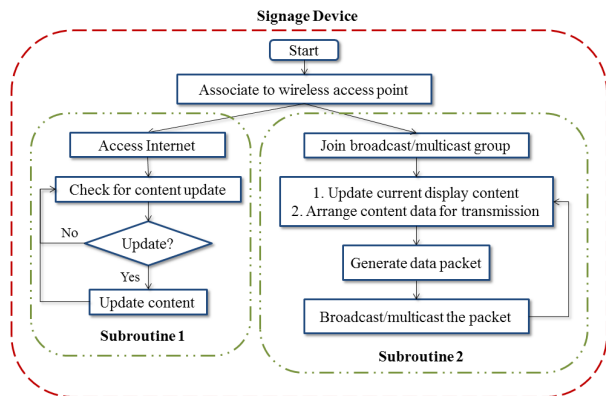 Signage Device
Start
Associate to wireless access point
Access Internet
Check for content update
No
Update?
Yes
Update content
Subroutine 1
Join broadcast/multicast group
1. Update current display content
2. Arrange content data for transmission
Generate data packet
Broadcast/multicast the packet
Subroutine 2